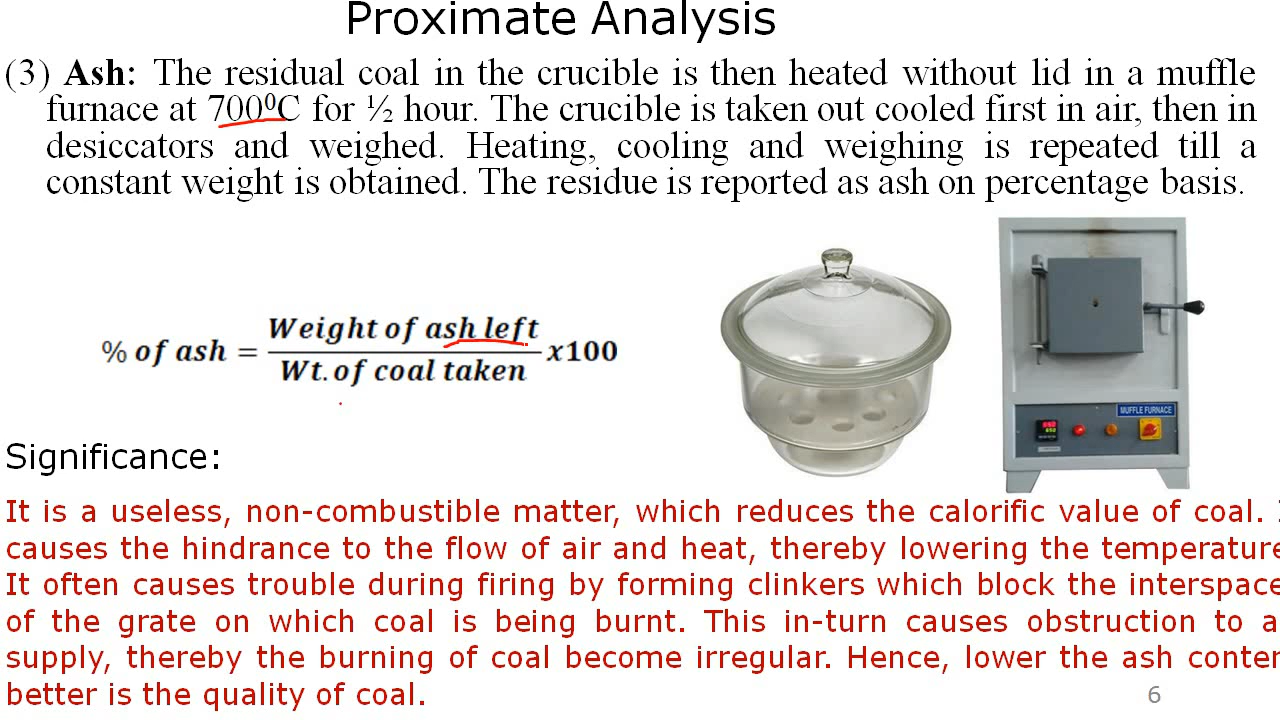 Proximate Analysis
(3) Ash: The residual coal in the crucible is then heated without lid in a muffle
furnace at 700⁰C for ½ hour. The crucible is taken out cooled first in air, then in
desiccators and weighed. Heating, cooling and weighing is repeated till a
constant weight is obtained. The residue is reported as ash on percentage basis.
% of ash = Weight of ash left / Wt. of coal taken x100
MUFFLE FURNACE
Significance:
It is a useless, non-combustible matter, which reduces the calorific value of coal.
causes the hindrance to the flow of air and heat, thereby lowering the temperature
It often causes trouble during firing by forming clinkers which block the interspace
of the grate on which coal is being burnt. This in-turn causes obstruction to a
supply, thereby the burning of coal become irregular. Hence, lower the ash conten
better is the quality of coal.
6